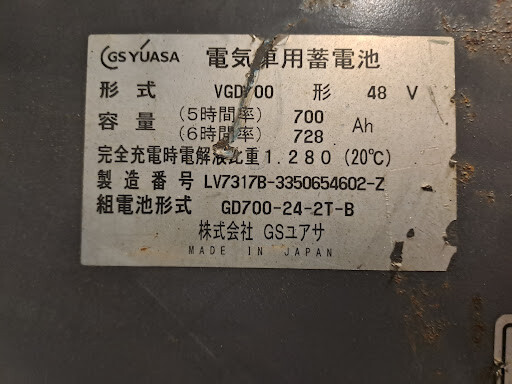 GS YUASA 電気車用蓄電池
形式 VGD700 形 48 V
容量 (5時間率) 700 Ah
(6時間率) 728
完全充電時電解液比重1.280 (20℃)
製造番号 LV7317B-3350654602-Z
組電池形式 GD700-24-2T-B
株式会社 GSユアサ
MADE IN JAPAN